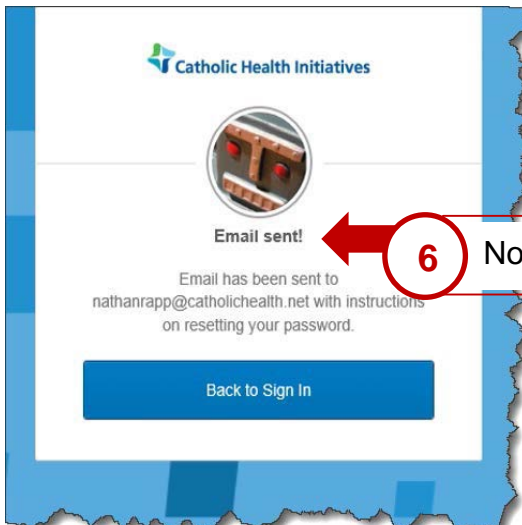 Catholic Health Initiatives
Email sent!
6 No
Email has been sent to
nathanrapp@catholichealth.net with instructions
on resetting your password.
Back to Sign In